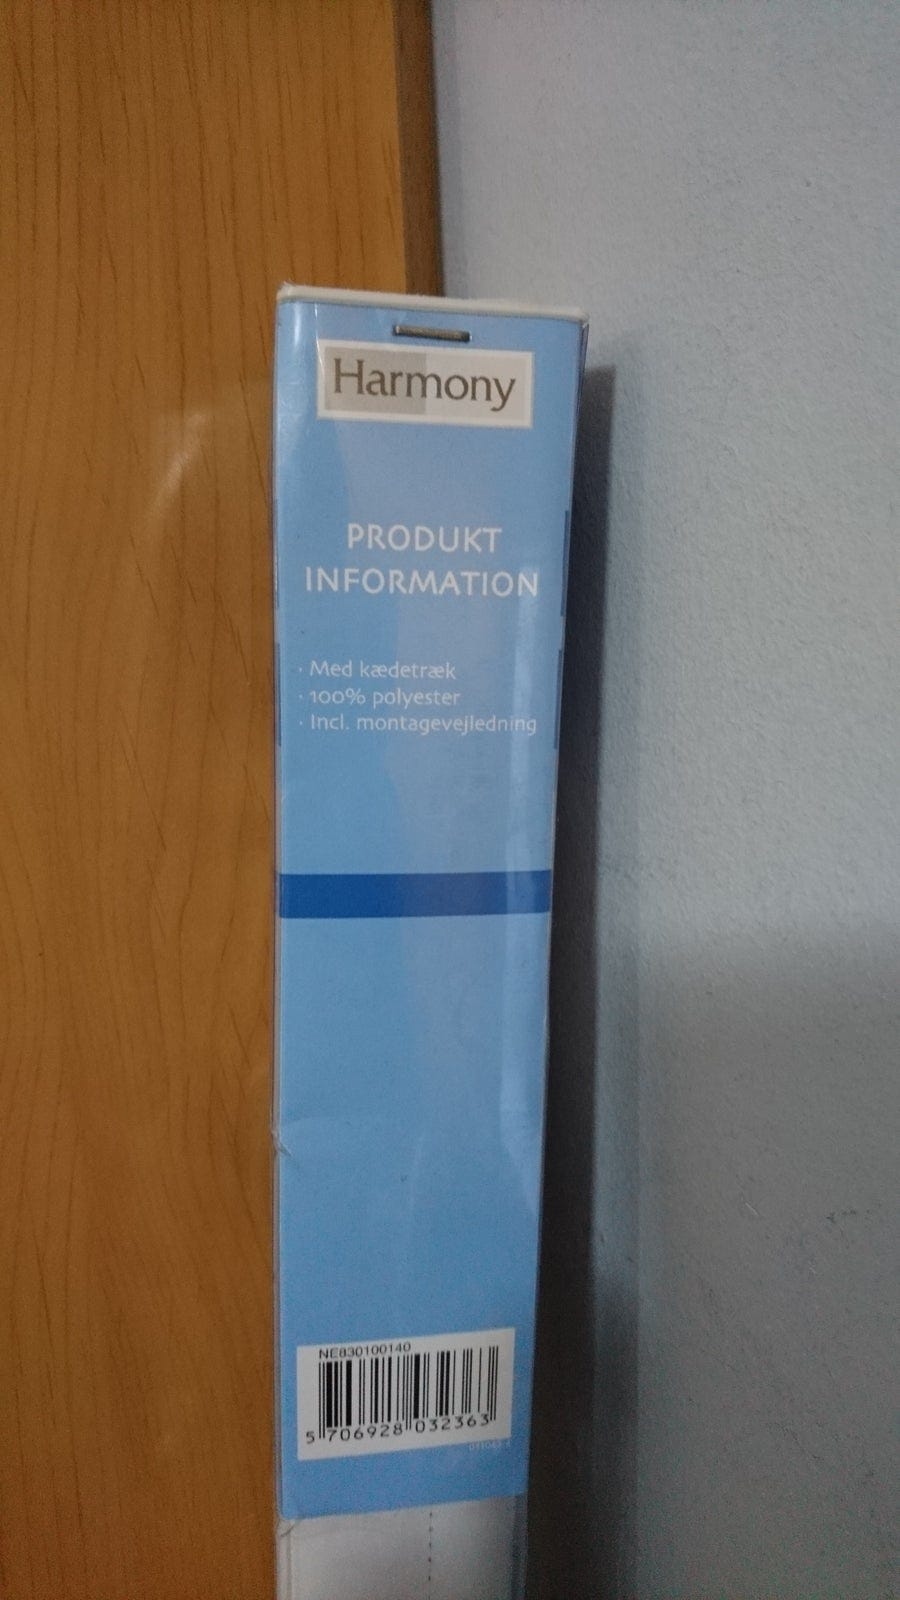 Harmony
PRODUKT
INFORMATION
· Med kædetræk
· 100% polyester
· Incl. montagevejledning
NE830100140
5 706928 032363